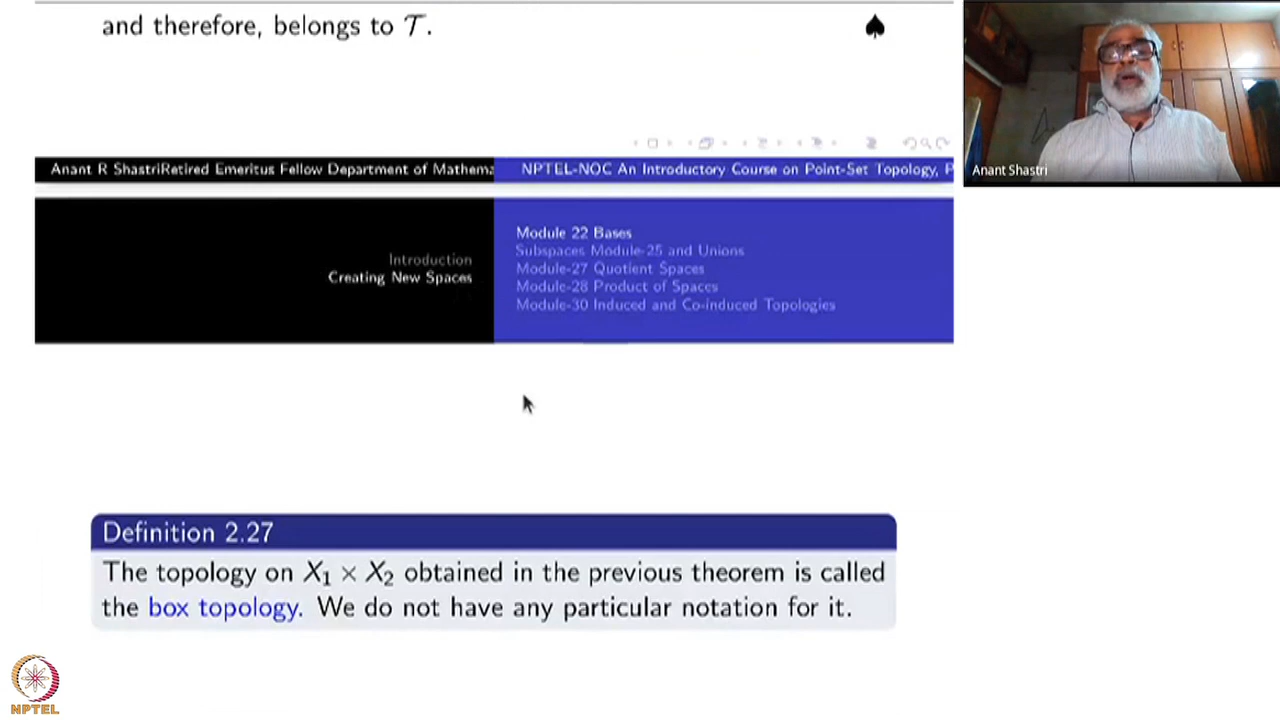 and therefore, belongs to 𝒯. ♠
Anant Shastri
Anant R ShastriRetired Emeritus Fellow Department of Mathema
NPTEL-NOC An Introductory Course on Point-Set Topology, P
Introduction
Creating New Spaces
Module 22 Bases
Subspaces Module-25 and Unions
Module-27 Quotient Spaces
Module-28 Product of Spaces
Module-30 Induced and Co-induced Topologies
Definition 2.27
The topology on X₁ × X₂ obtained in the previous theorem is called
the box topology. We do not have any particular notation for it.
NPTEL